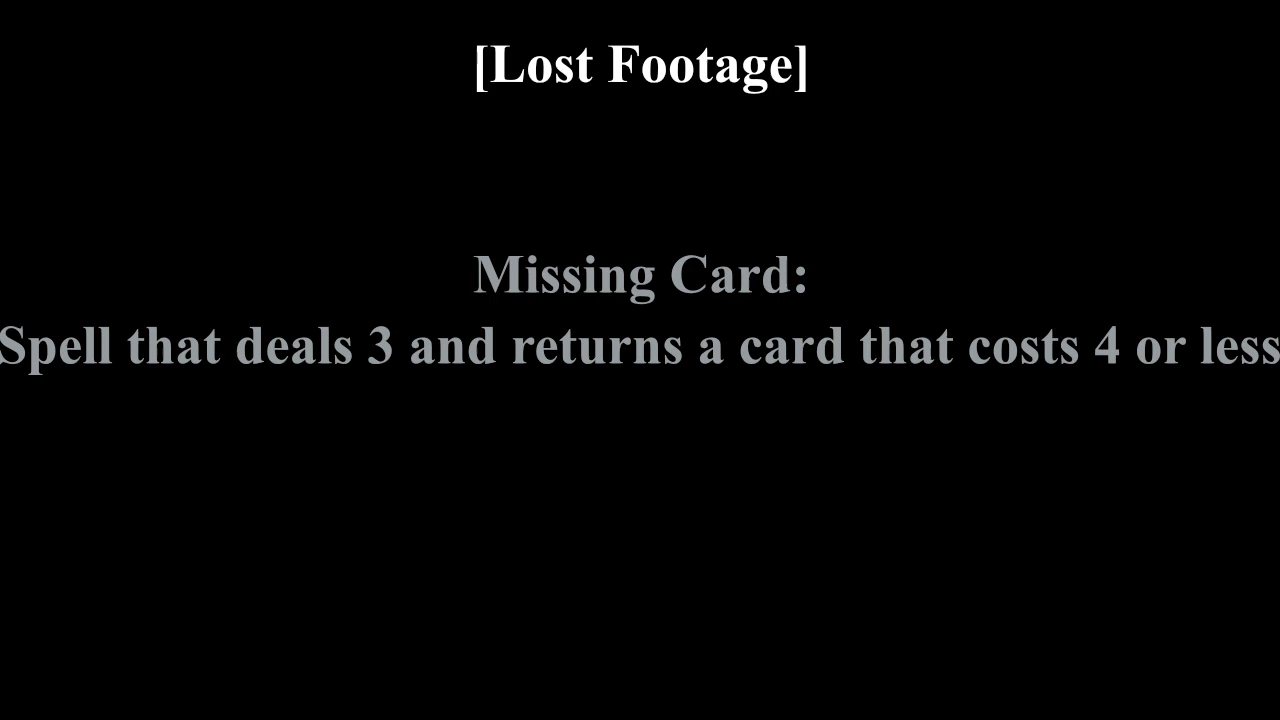 [Lost Footage]
Missing Card:
Spell that deals 3 and returns a card that costs 4 or less